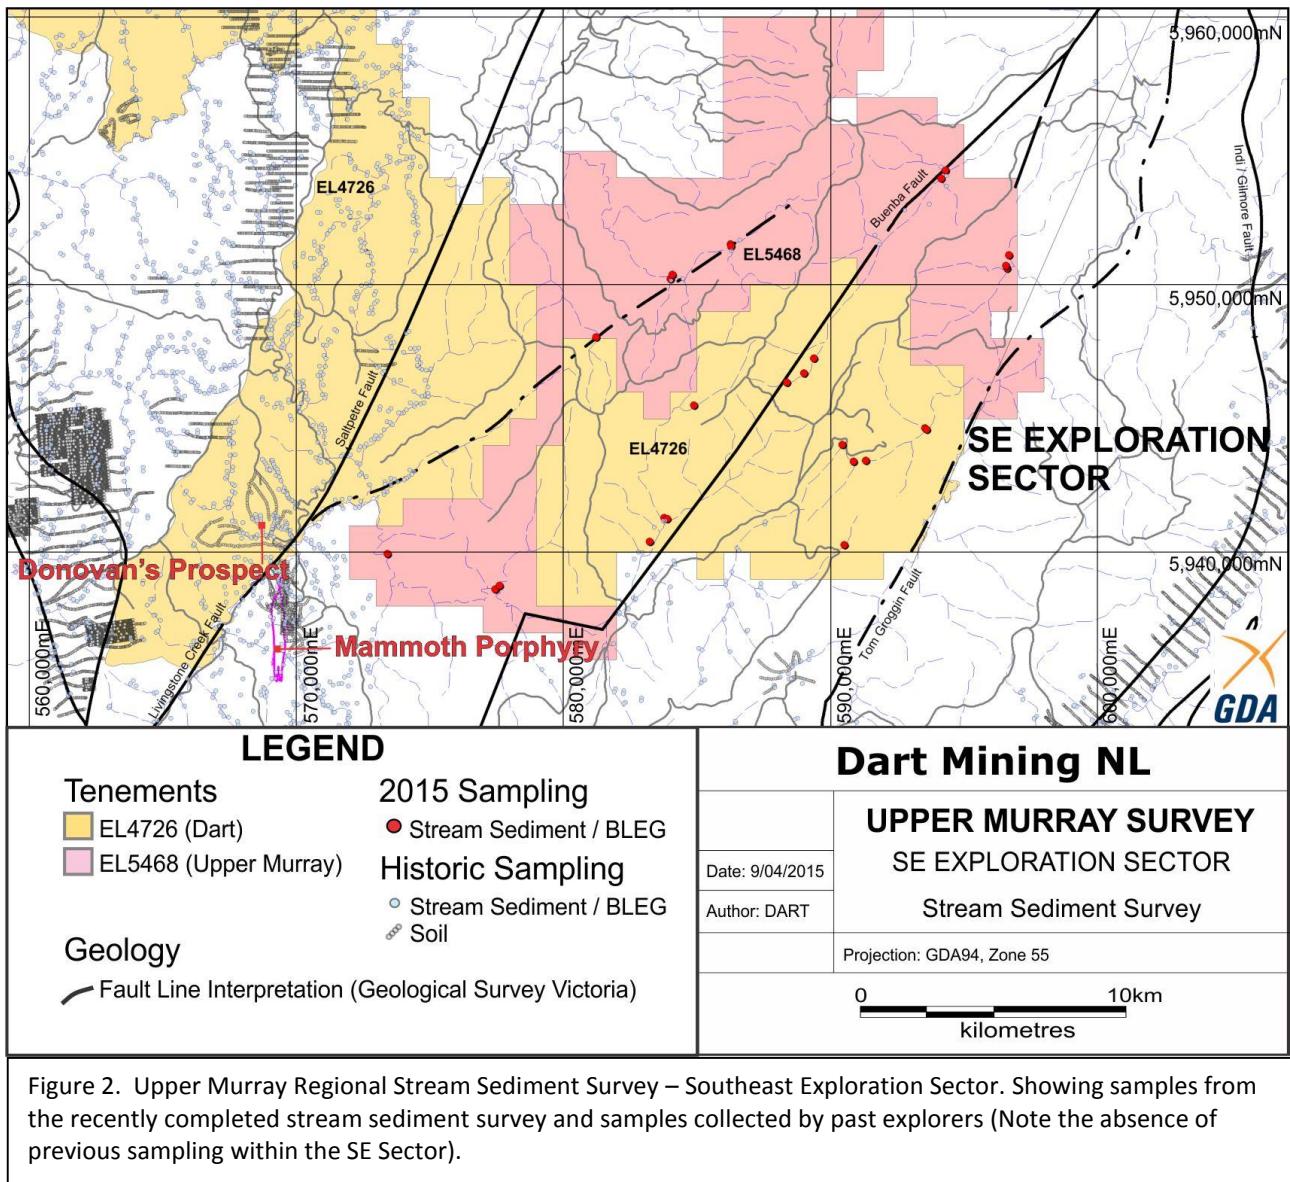 5,960,000mN
Indi / Gilmore Fault
EL4726
Buenba Fault
EL5468
5,950,000mN
Saltpetre Fault
EL4726
SE EXPLORATION
SECTOR
Donovan's Prospect
5,940,000mN
Tom Groggin Fault
Livingstone Creek Fault
Mammoth Porphyry
560,000mE
570,000mE
580,000mE
590,000mE
600,000mE
GDA
LEGEND
Tenements
EL4726 (Dart)
EL5468 (Upper Murray)
Geology
Fault Line Interpretation (Geological Survey Victoria)
2015 Sampling
Stream Sediment / BLEG
Historic Sampling
Stream Sediment / BLEG
Soil
Dart Mining NL
UPPER MURRAY SURVEY
SE EXPLORATION SECTOR
Stream Sediment Survey
Date: 9/04/2015
Author: DART
Projection: GDA94, Zone 55
0 10km
kilometres
Figure 2. Upper Murray Regional Stream Sediment Survey – Southeast Exploration Sector. Showing samples from
the recently completed stream sediment survey and samples collected by past explorers (Note the absence of
previous sampling within the SE Sector).